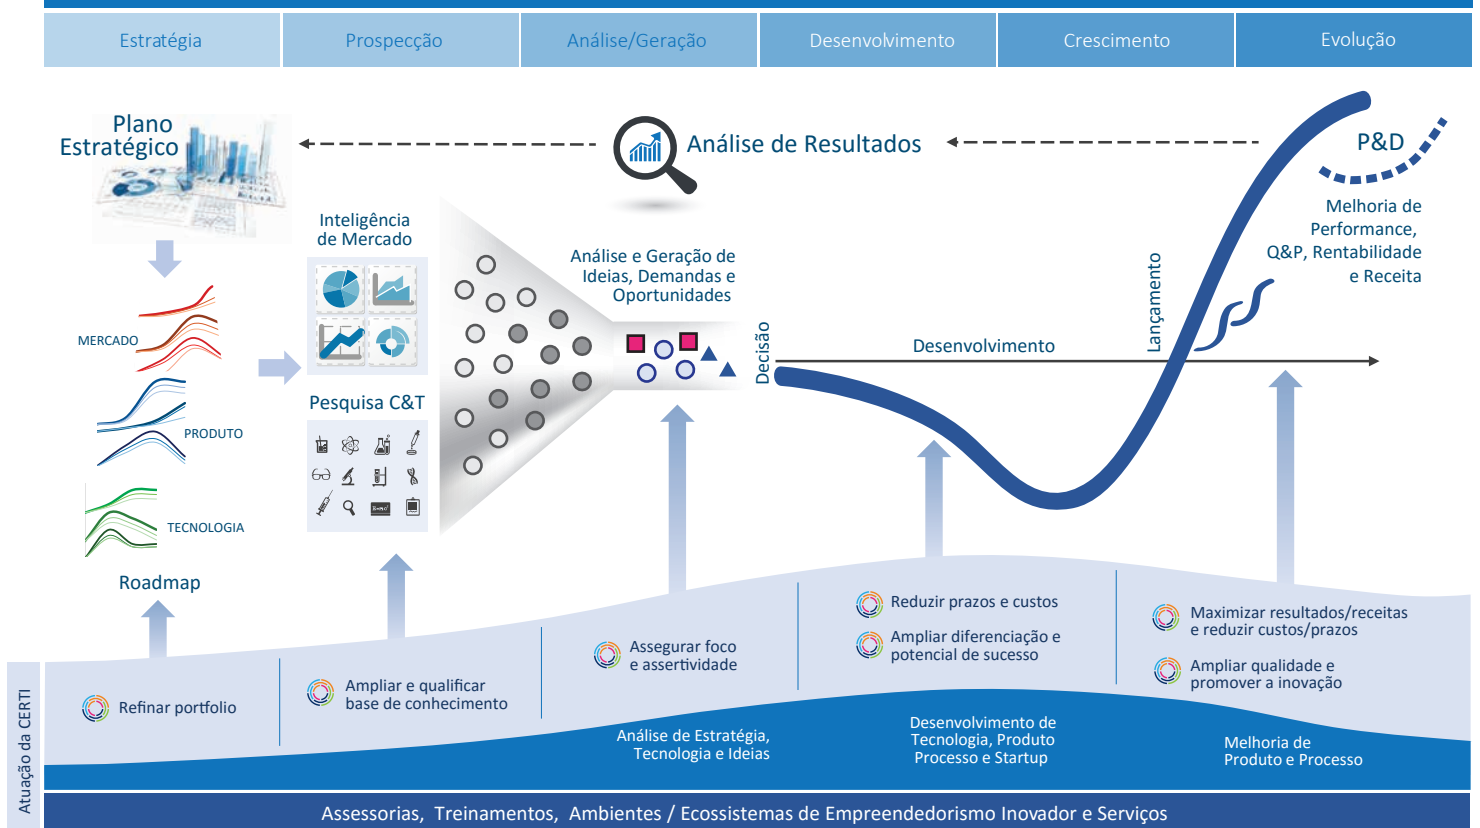 Estratégia
Prospecção
Análise/Geração
Desenvolvimento
Crescimento
Evolução
Plano
Estratégico
Análise de Resultados
P&D
Melhoria de
Performance,
Q&P, Rentabilidade
e Receita
Inteligência
de Mercado
Análise e Geração de
Ideias, Demandas e
Oportunidades
MERCADO
PRODUTO
TECNOLOGIA
Roadmap
Pesquisa C&T
Decisão
Desenvolvimento
Lançamento
Atuação da CERTI
Refinar portfolio
Ampliar e qualificar
base de conhecimento
Assegurar foco
e assertividade
Reduzir prazos e custos
Ampliar diferenciação e
potencial de sucesso
Maximizar resultados/receitas
e reduzir custos/prazos
Ampliar qualidade e
promover a inovação
Análise de Estratégia,
Tecnologia e Ideias
Desenvolvimento de
Tecnologia, Produto
Processo e Startup
Melhoria de
Produto e Processo
Assessorias, Treinamentos, Ambientes / Ecossistemas de Empreendedorismo Inovador e Serviços